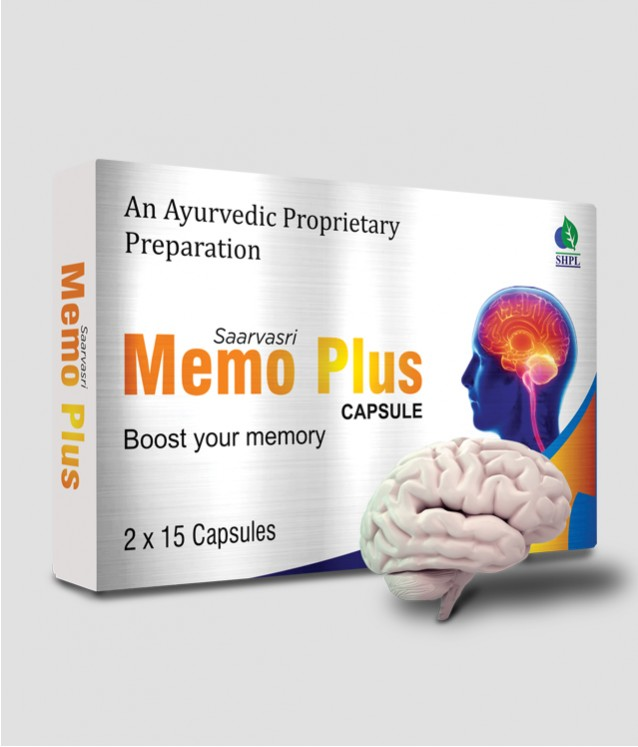 An Ayurvedic Proprietary
Preparation
SHPL
Saarvasri
Memo Plus
CAPSULE
Boost your memory
2 x 15 Capsules
Saarvasri
Memo Plus